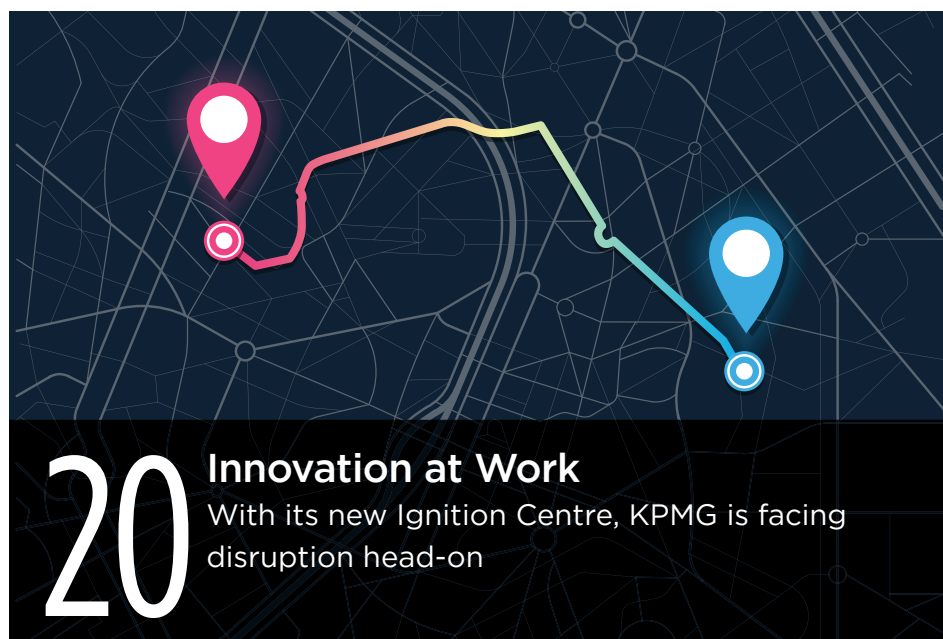 20
Innovation at Work
With its new Ignition Centre, KPMG is facing
disruption head-on